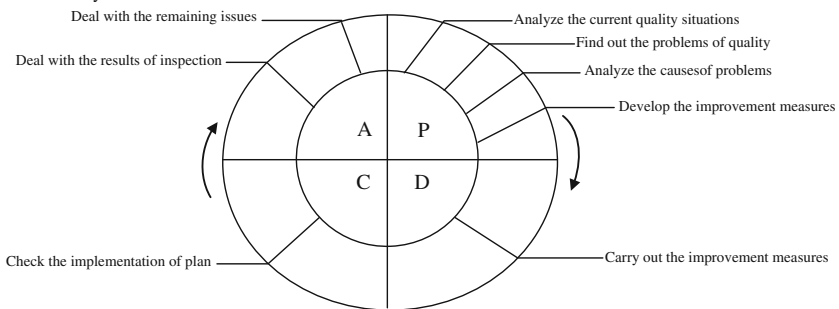 Deal with the remaining issues
Analyze the current quality situations
Find out the problems of quality
Deal with the results of inspection
Analyze the causesof problems
Develop the improvement measures
A
P
C
D
Check the implementation of plan
Carry out the improvement measures